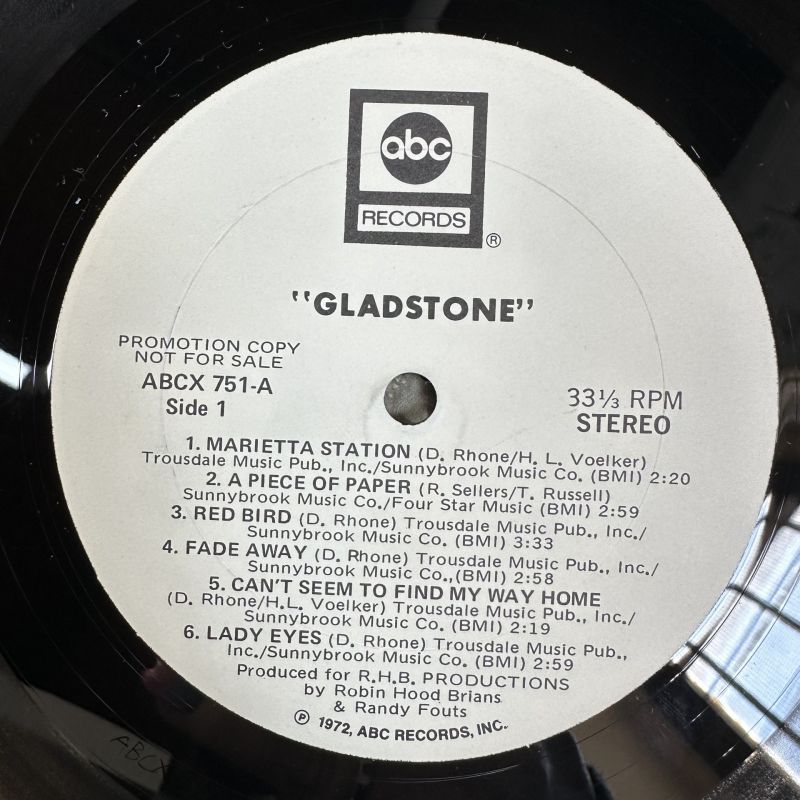 abc
RECORDS
®
"GLADSTONE"
PROMOTION COPY
NOT FOR SALE
ABCX 751-A
Side 1
33⅓ RPM
STEREO
1. MARIETTA STATION (D. Rhone/H. L. Voelker)
Trousdale Music Pub., Inc./Sunnybrook Music Co. (BMI) 2:20
2. A PIECE OF PAPER (R. Sellers/T. Russell)
Sunnybrook Music Co./Four Star Music (BMI) 2:59
3. RED BIRD (D. Rhone) Trousdale Music Pub., Inc./
Sunnybrook Music Co. (BMI) 3:33
4. FADE AWAY (D. Rhone) Trousdale Music Pub., Inc./
Sunnybrook Music Co.,(BMI) 2:58
5. CAN'T SEEM TO FIND MY WAY HOME
(D. Rhone/H.L. Voelker) Trousdale Music Pub., Inc./
Sunnybrook Music Co. (BMI) 2:19
6. LADY EYES (D. Rhone) Trousdale Music Pub.,
Inc./Sunnybrook Music Co. (BMI) 2:59
Produced for R.H.B. PRODUCTIONS
by Robin Hood Brians
& Randy Fouts
℗ 1972, ABC RECORDS, INC.
ABCX